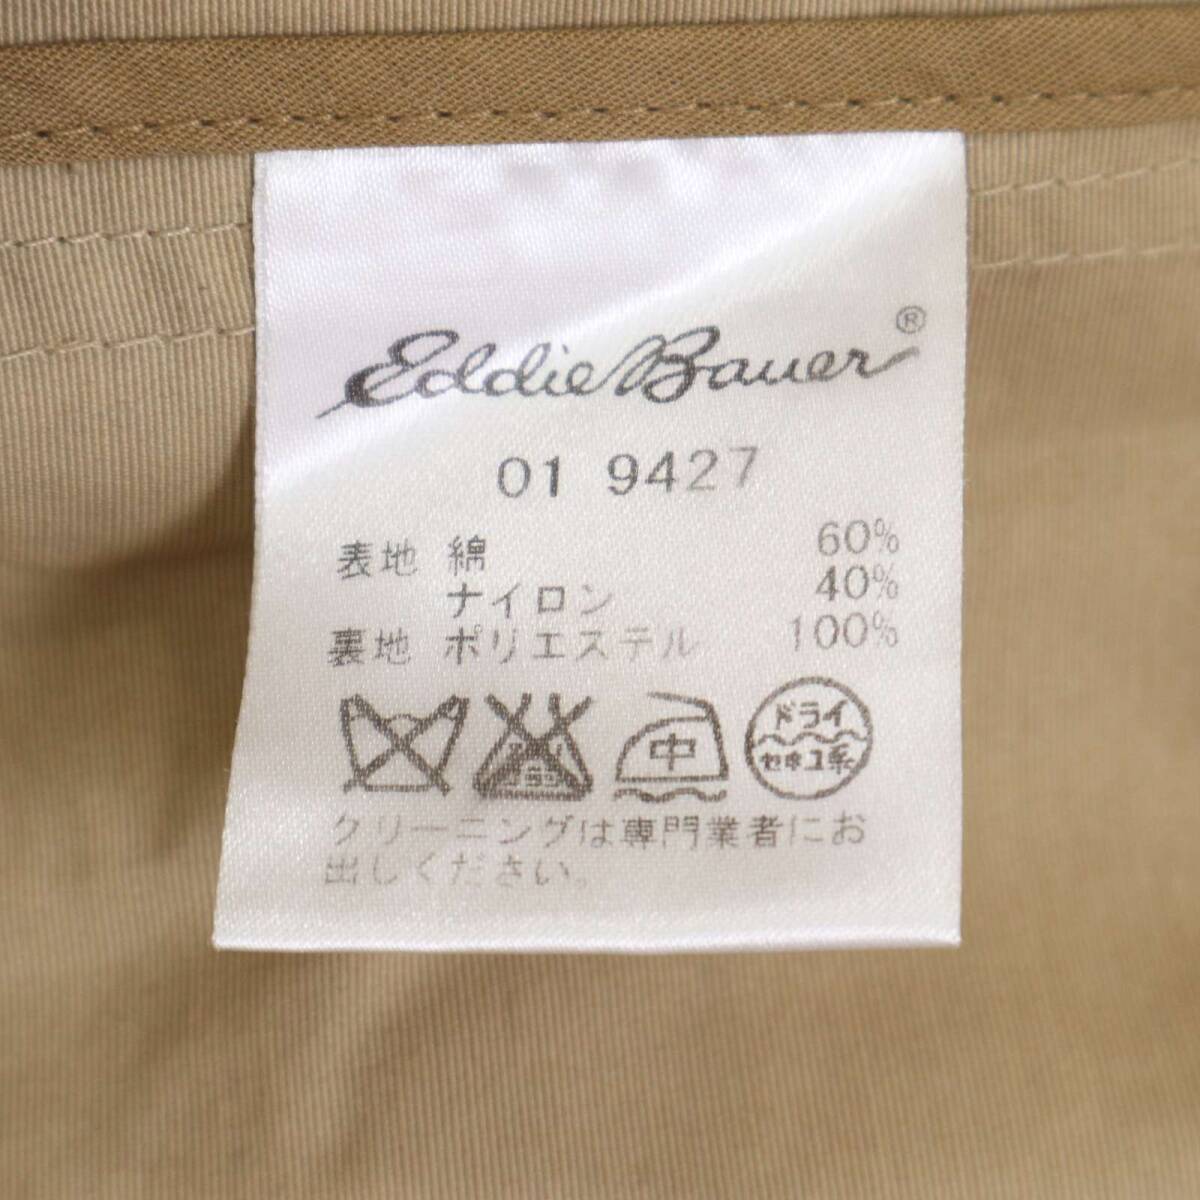 Eddie Bauer®
01 9427
表地 綿 60%
ナイロン 40%
裏地 ポリエステル 100%
中
ドライ
セキユ系
クリーニングは専門業者にお
出しください。